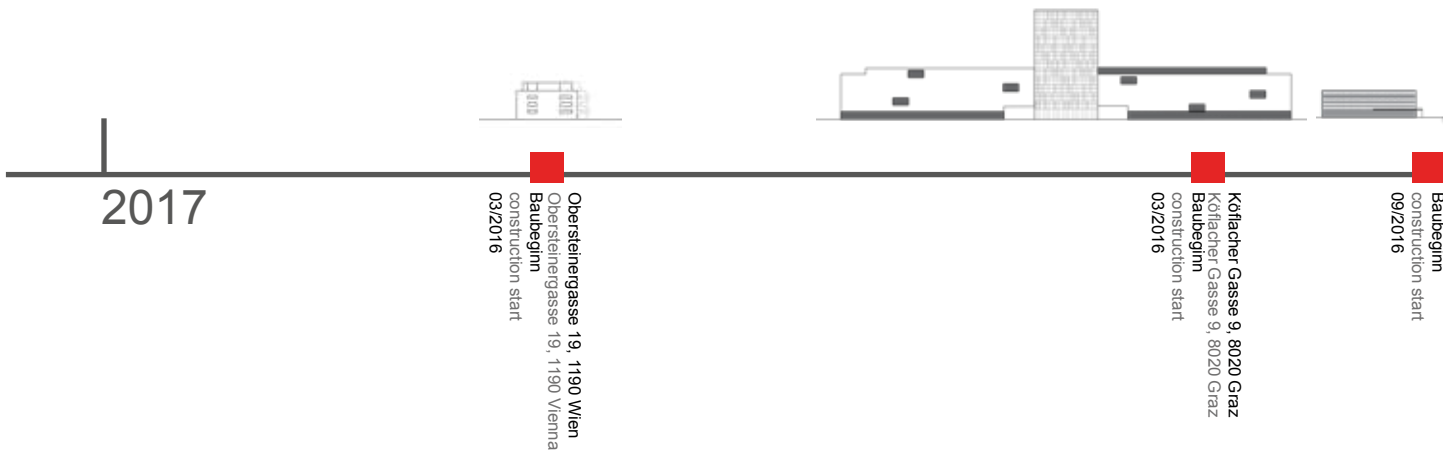 2017
Obersteinergasse 19, 1190 Wien
Obersteinergasse 19, 1190 Vienna
Baubeginn
construction start
03/2016
Köflacher Gasse 9, 8020 Graz
Köflacher Gasse 9, 8020 Graz
Baubeginn
construction start
03/2016
Baubeginn
construction start
09/2016